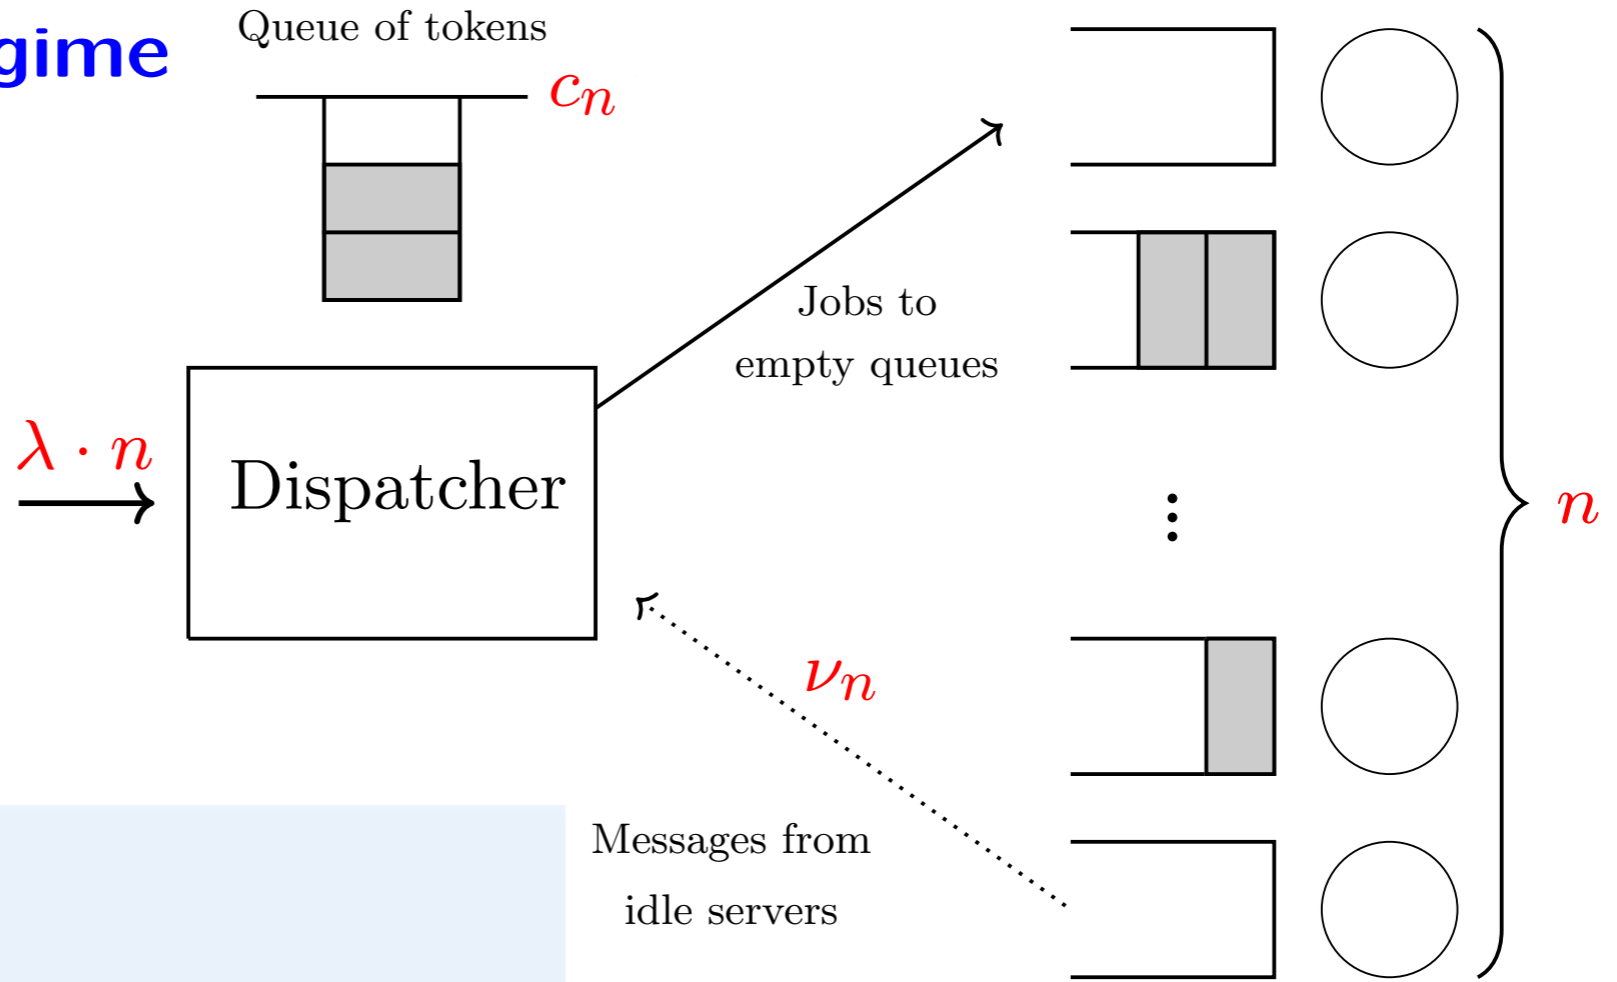 gime
Queue of tokens
cₙ
Jobs to
empty queues
λ · n
Dispatcher
n
νₙ
Messages from
idle servers